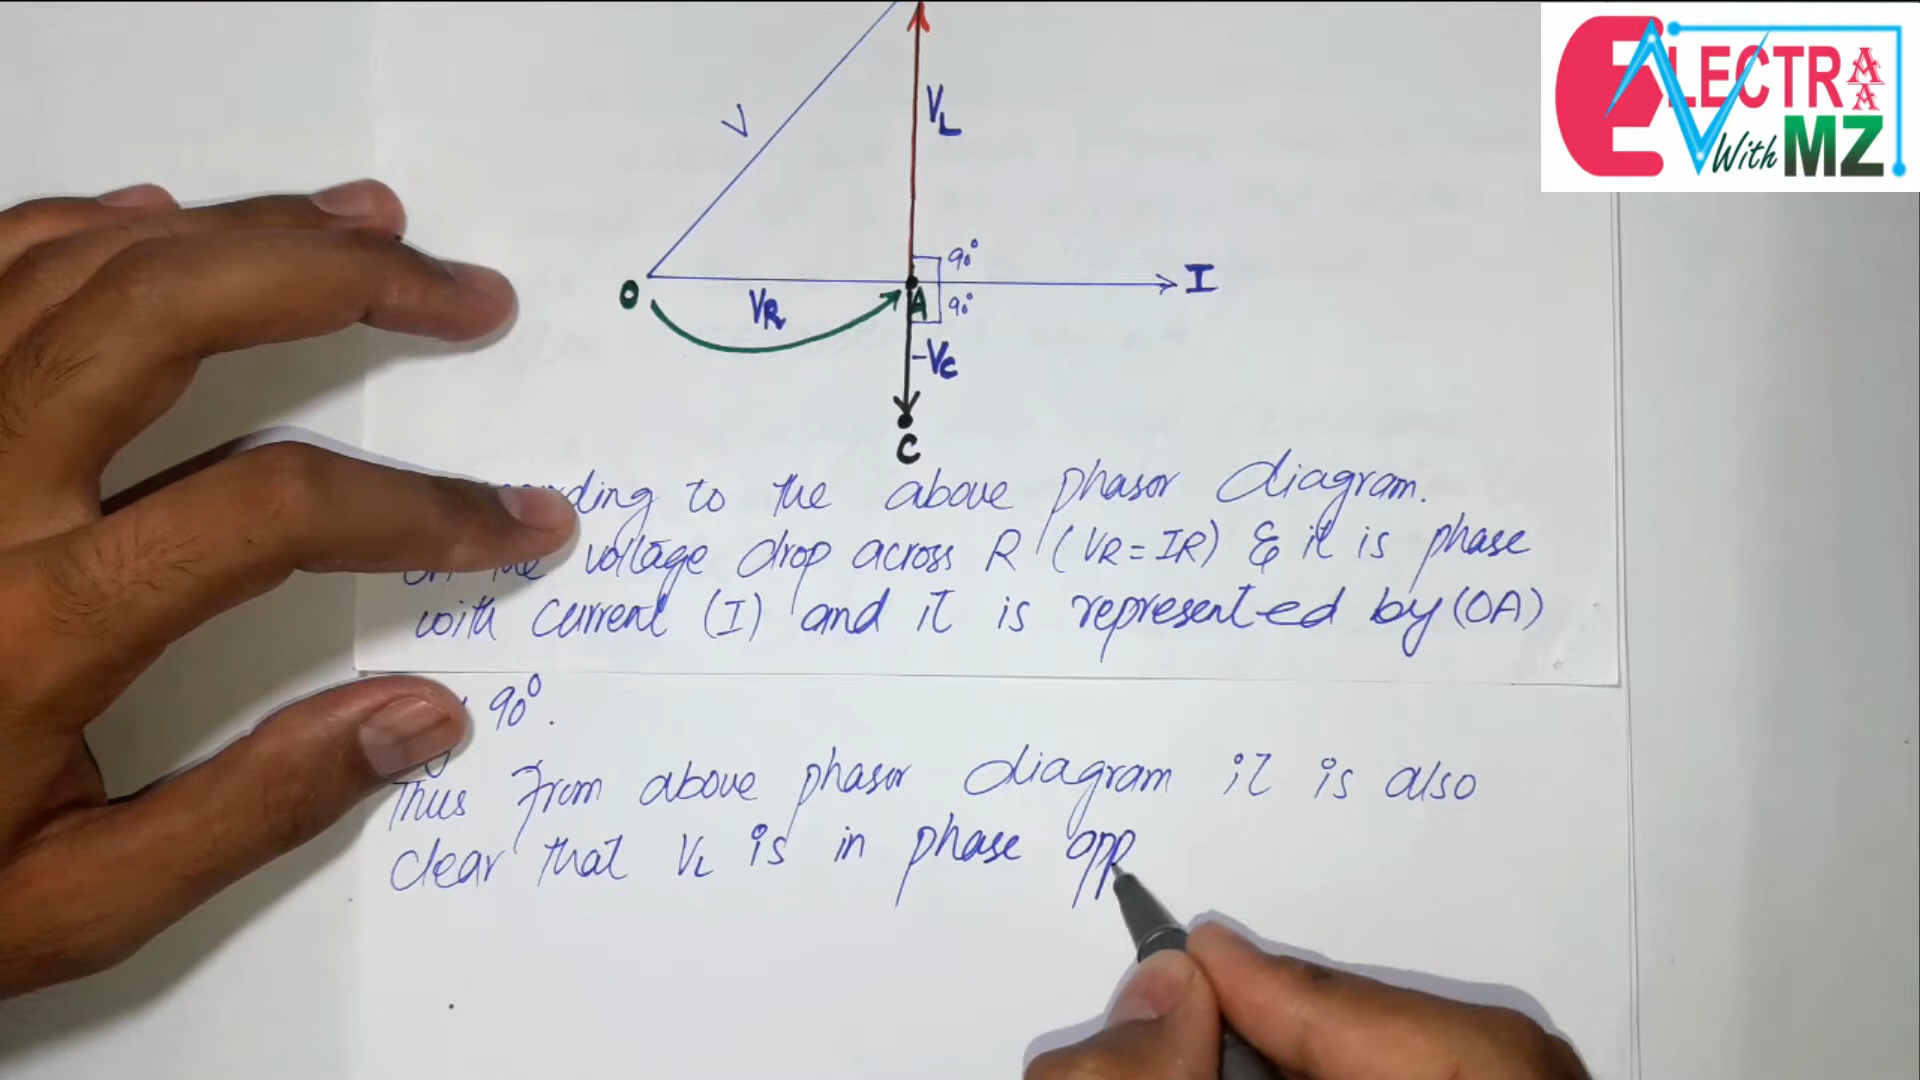 ELECTRA
With MZ
V
VL
90°
I
O
VR
A
90°
-VC
C
to the above phasor diagram.
the voltage drop across R (VR = IR) & it is phase
with current (I) and it is represented by (OA)
90°.
Thus From above phasor diagram it is also
clear that VL is in phase opp